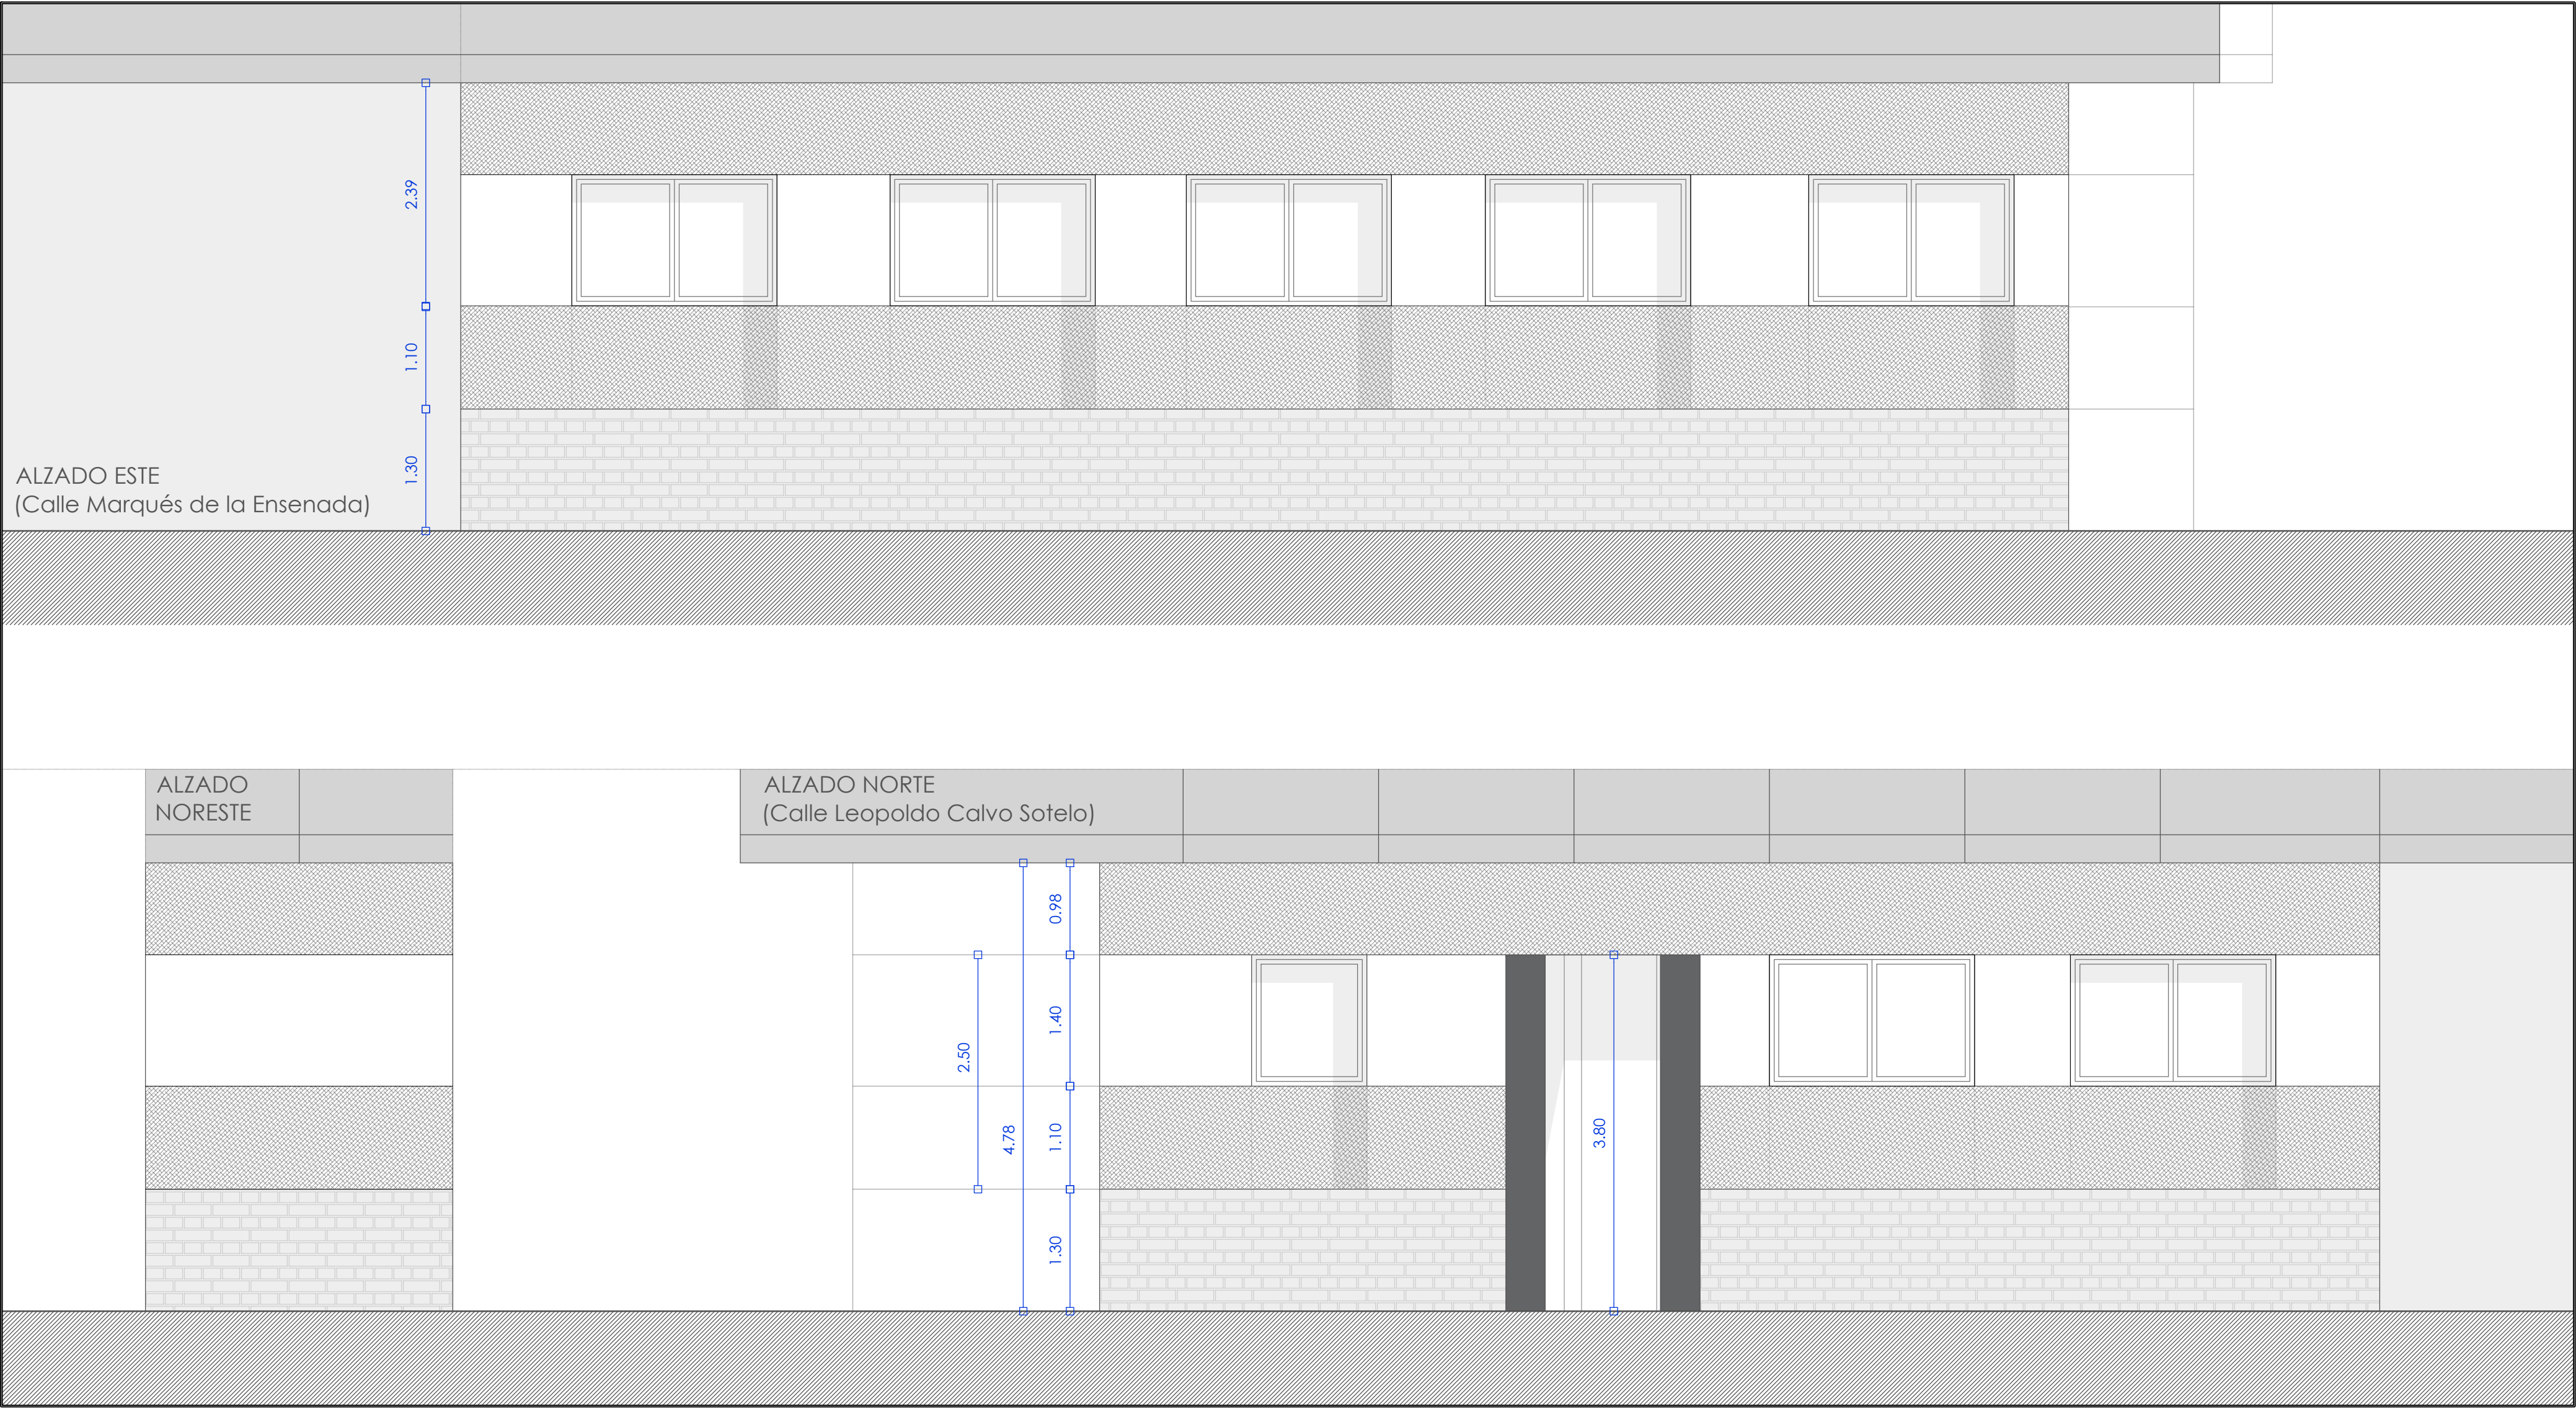 2.39
1.10
1.30
ALZADO ESTE
(Calle Marqués de la Ensenada)
ALZADO
NORESTE
ALZADO NORTE
(Calle Leopoldo Calvo Sotelo)
0.98
1.40
2.50
4.78
1.10
3.80
1.30